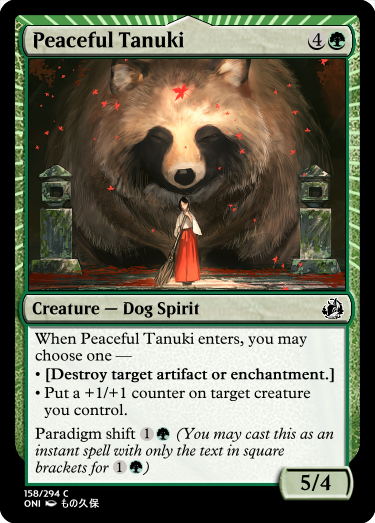 Peaceful Tanuki 4
Creature — Dog Spirit
When Peaceful Tanuki enters, you may
choose one —
• [Destroy target artifact or enchantment.]
• Put a +1/+1 counter on target creature
you control.
Paradigm shift 1 (You may cast this as an
instant spell with only the text in square
brackets for 1)
5/4
158/294 C
ONI もの久保